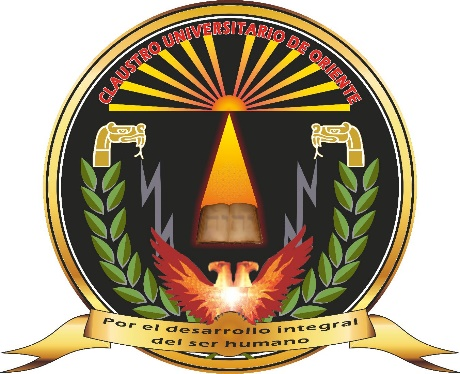 CLAUSTRO UNIVERSITARIO DE ORIENTE
Por el desarrollo integral
del ser humano